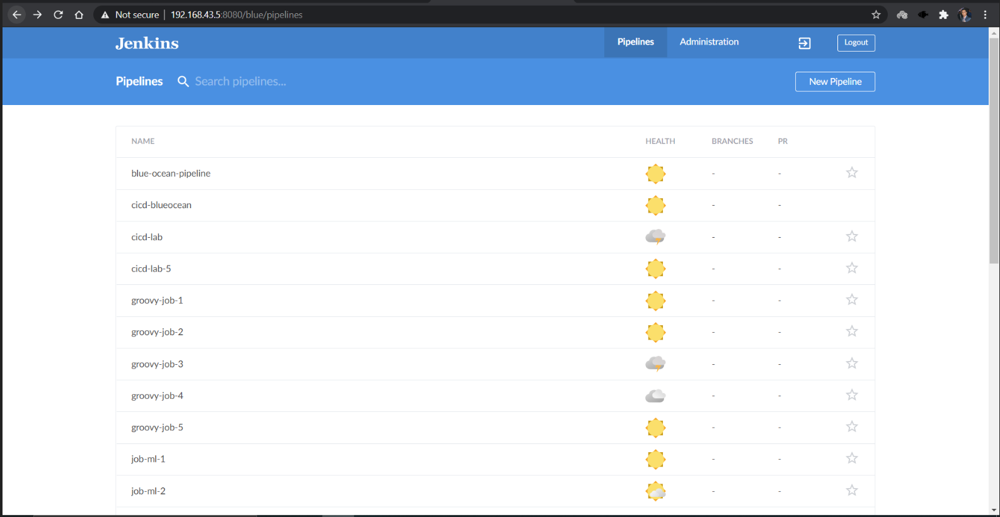 Not secure | 192.168.43.5:8080/blue/pipelines
Jenkins Pipelines Administration Logout
Pipelines Search pipelines... New Pipeline
NAME HEALTH BRANCHES PR
blue-ocean-pipeline - -
cicd-blueocean - -
cicd-lab - -
cicd-lab-5 - -
groovy-job-1 - -
groovy-job-2 - -
groovy-job-3 - -
groovy-job-4 - -
groovy-job-5 - -
job-ml-1 - -
job-ml-2 - -